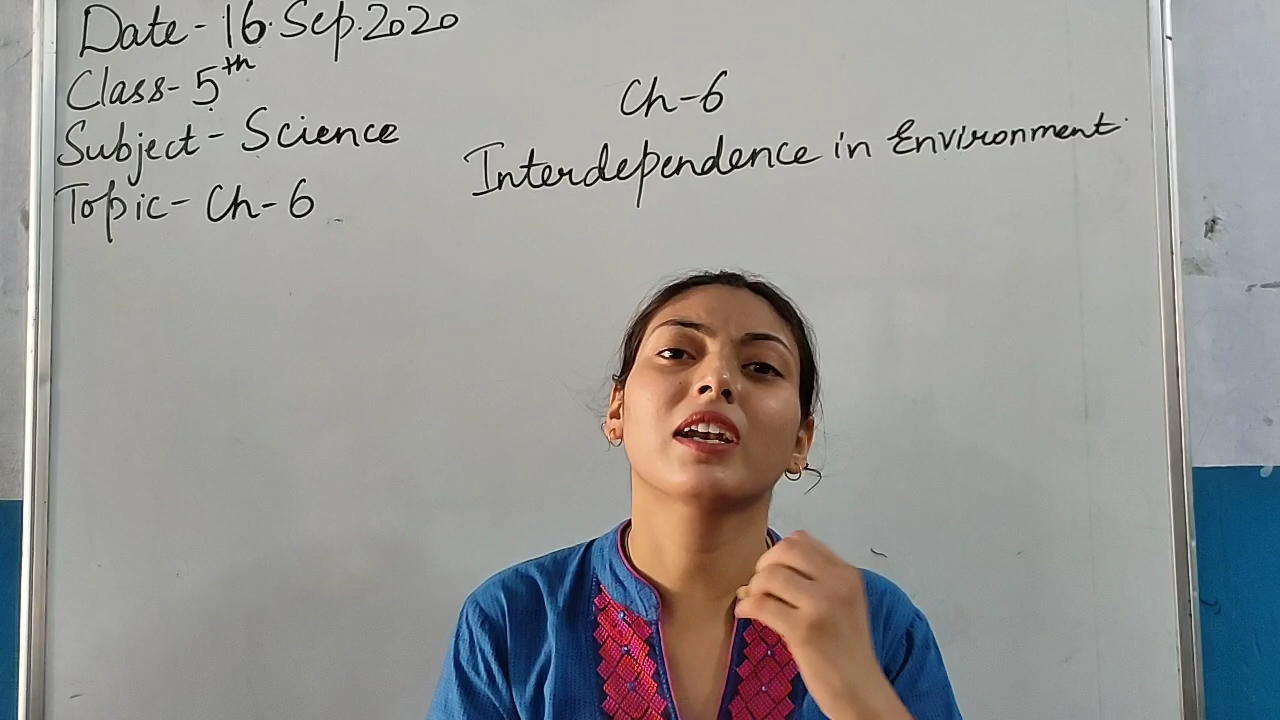 Date-16.Sep.2020
Class-5th
Subject-Science
Topic-Ch-6
Ch-6
Interdependence in Environment.